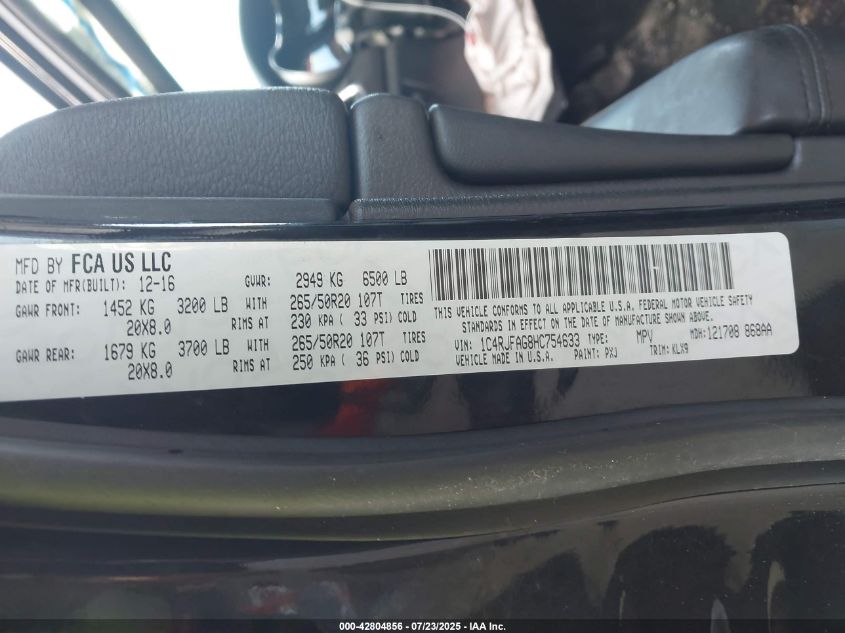 MFD BY FCA US LLC
DATE OF MFR(BUILT): 12-16 GVWR: 2949 KG 6500 LB
GAWR FRONT: 1452 KG 3200 LB WITH 265/50R20 107T TIRES
20X8.0 RIMS AT 230 KPA ( 33 PSI) COLD
GAWR REAR: 1679 KG 3700 LB WITH 265/50R20 107T TIRES
20X8.0 RIMS AT 250 KPA ( 36 PSI) COLD
THIS VEHICLE CONFORMS TO ALL APPLICABLE U.S.A. FEDERAL MOTOR VEHICLE SAFETY
STANDARDS IN EFFECT ON THE DATE OF MANUFACTURE SHOWN ABOVE.
VIN: 1C4RJFAG8HC754633 TYPE: MPV MDH: 121708 868AA
VEHICLE MADE IN U.S.A. PAINT: PXJ TRIM: KLX9
000-42804856 - 07/23/2025 - IAA Inc.